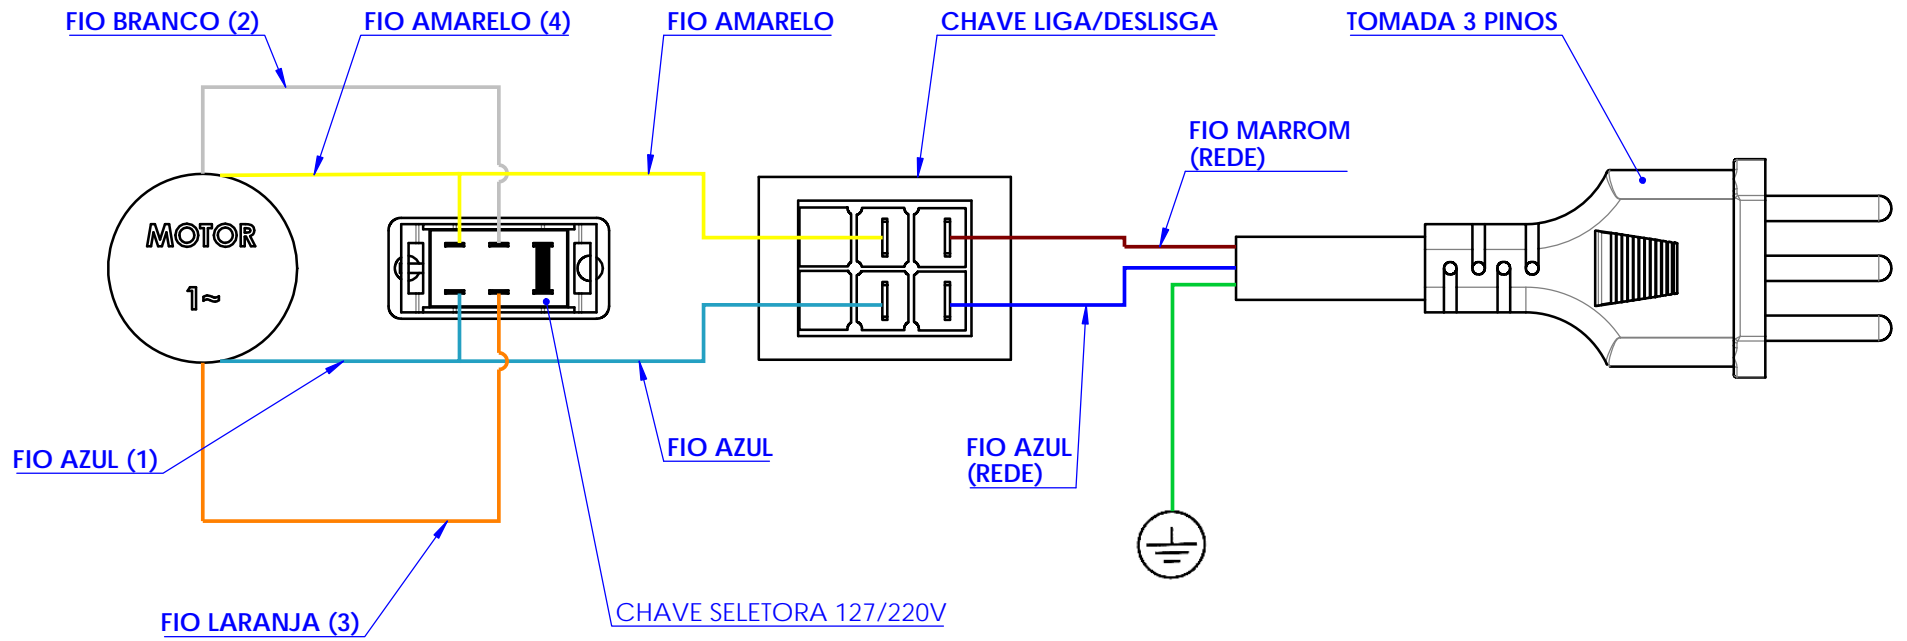 FIO BRANCO (2)
FIO AMARELO (4)
FIO AMARELO
CHAVE LIGA/DESLISGA
TOMADA 3 PINOS
FIO MARROM
(REDE)
MOTOR
1~
FIO AZUL (1)
FIO AZUL
FIO AZUL
(REDE)
FIO LARANJA (3)
CHAVE SELETORA 127/220V